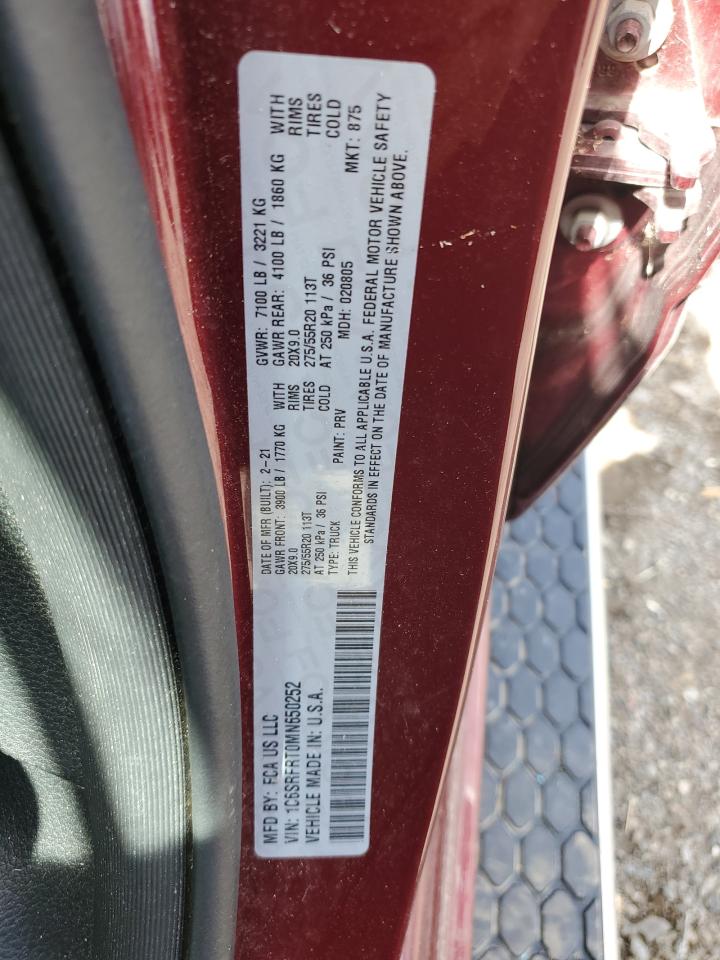 MFD BY: FCA US LLC
DATE OF MFR (BUILT): 2-21
GVWR: 7100 LB / 3221 KG
VIN: 1C6SRFRT0MN650252
GAWR FRONT: 3900 LB / 1770 KG WITH
GAWR REAR: 4100 LB / 1860 KG WITH
20X9.0 RIMS
20X9.0 RIMS
VEHICLE MADE IN: U.S.A.
275/55R20 113T TIRES
275/55R20 113T TIRES
AT 250 kPa / 36 PSI COLD
AT 250 kPa / 36 PSI COLD
TYPE: TRUCK PAINT: PRV MDH: 020805 MKT: 875
THIS VEHICLE CONFORMS TO ALL APPLICABLE U.S.A. FEDERAL MOTOR VEHICLE SAFETY
STANDARDS IN EFFECT ON THE DATE OF MANUFACTURE SHOWN ABOVE.